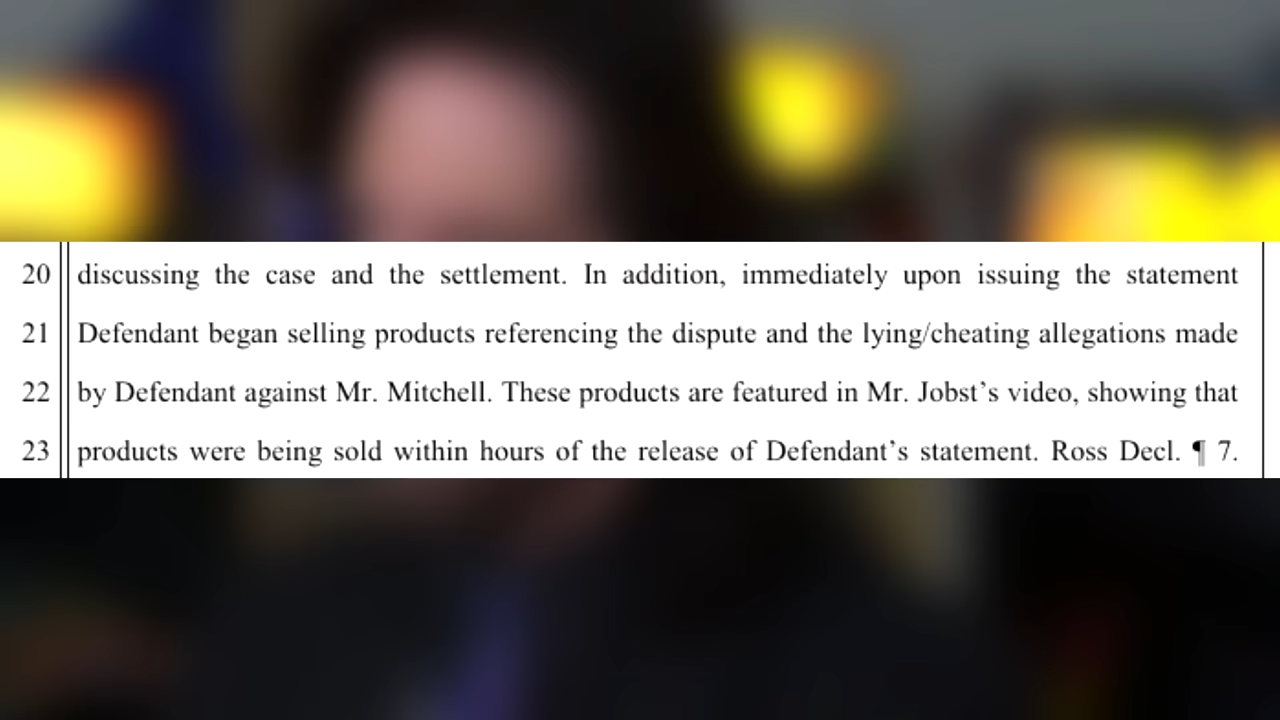 20 discussing the case and the settlement. In addition, immediately upon issuing the statement
21 Defendant began selling products referencing the dispute and the lying/cheating allegations made
22 by Defendant against Mr. Mitchell. These products are featured in Mr. Jobst’s video, showing that
23 products were being sold within hours of the release of Defendant’s statement. Ross Decl. ¶ 7.